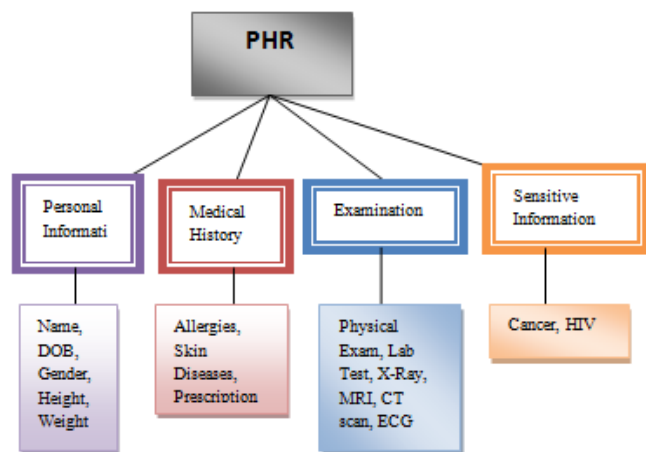 PHR
Personal
Informati
Medical
History
Examination
Sensitive
Information
Name,
DOB,
Gender,
Height,
Weight
Allergies,
Skin
Diseases,
Prescription
Physical
Exam, Lab
Test, X-Ray,
MRI, CT
scan, ECG
Cancer, HIV